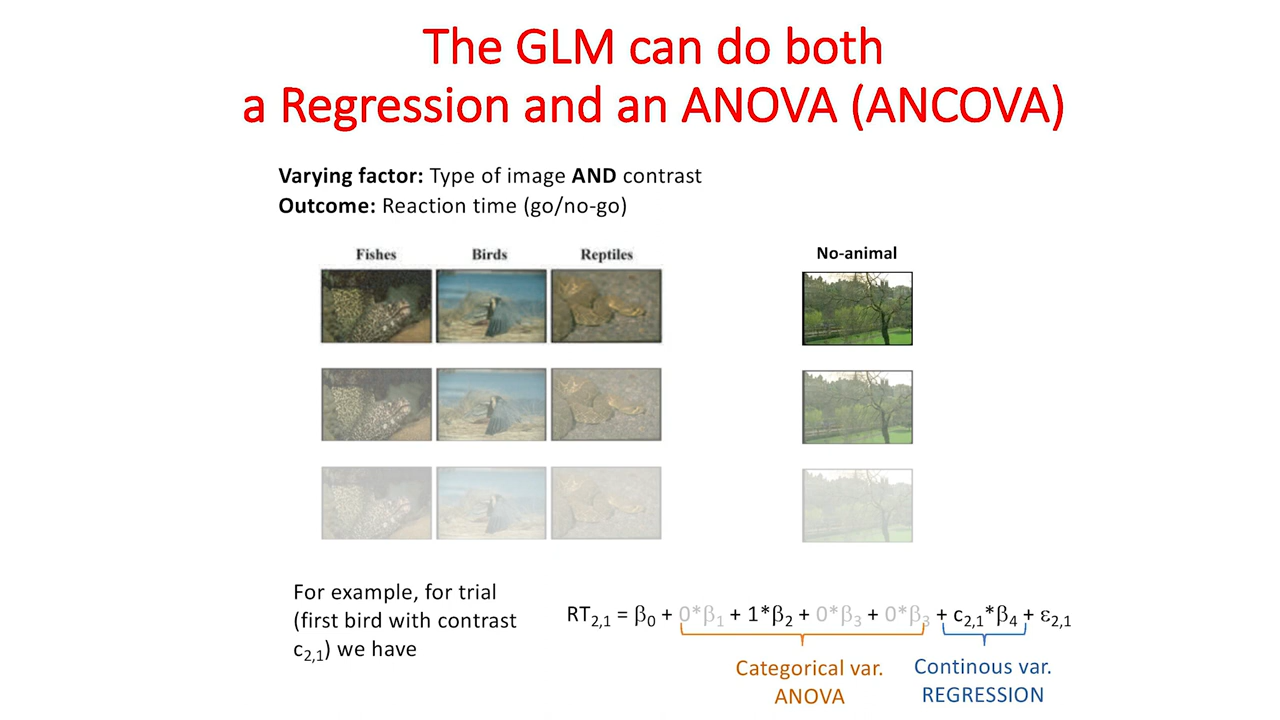 The GLM can do both
a Regression and an ANOVA (ANCOVA)
Varying factor: Type of image AND contrast
Outcome: Reaction time (go/no-go)
Fishes Birds Reptiles No-animal
For example, for trial
(first bird with contrast
c2,1) we have
RT2,1 = β0 + 0*β1 + 1*β2 + 0*β3 + 0*β3 + c2,1*β4 + ε2,1
Categorical var. Continous var.
ANOVA REGRESSION